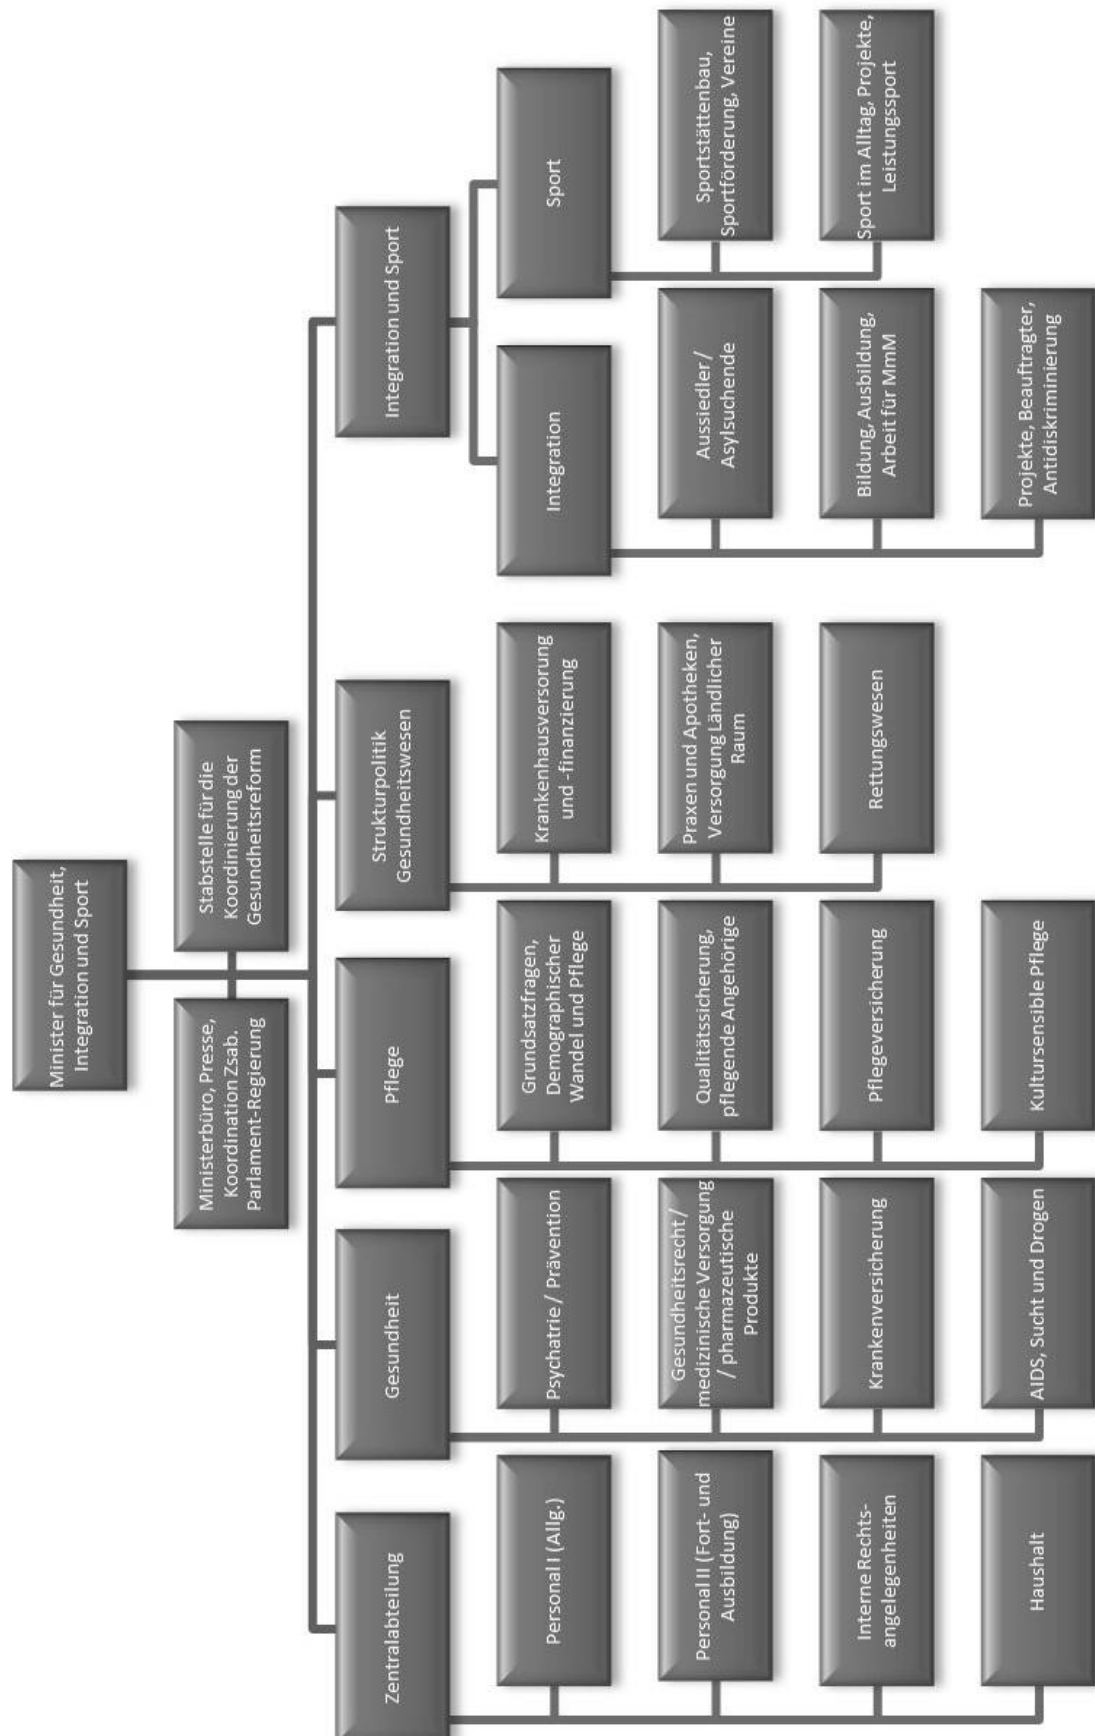 Minister für Gesundheit,
Integration und Sport
Ministerbüro, Presse,
Koordination Zsab.
Parlament-Regierung
Stabstelle für die
Koordinierung der
Gesundheitsreform
Zentralabteilung
Personal I (Allg.)
Personal II (Fort- und
Ausbildung)
Interne Rechts-
angelegenheiten
Haushalt
Gesundheit
Psychatrie / Prävention
Gesundheitsrecht /
medizinische Versorgung
/ pharmazeutische
Produkte
Krankenversicherung
AIDS, Sucht und Drogen
Pflege
Grundsatzfragen,
Demographischer
Wandel und Pflege
Qualitätssicherung,
pflegende Angehörige
Pflegeversicherung
Kultursensible Pflege
Strukturpolitik
Gesundheitswesen
Krankenhausversorung
und -finanzierung
Praxen und Apotheken,
Versorgung Ländlicher
Raum
Rettungswesen
Integration und Sport
Integration
Aussiedler /
Asylsuchende
Bildung, Ausbildung,
Arbeit für MmM
Projekte, Beauftragter,
Antidiskriminierung
Sport
Sportstättenbau,
Sportförderung, Vereine
Sport im Alltag, Projekte,
Leistungssport